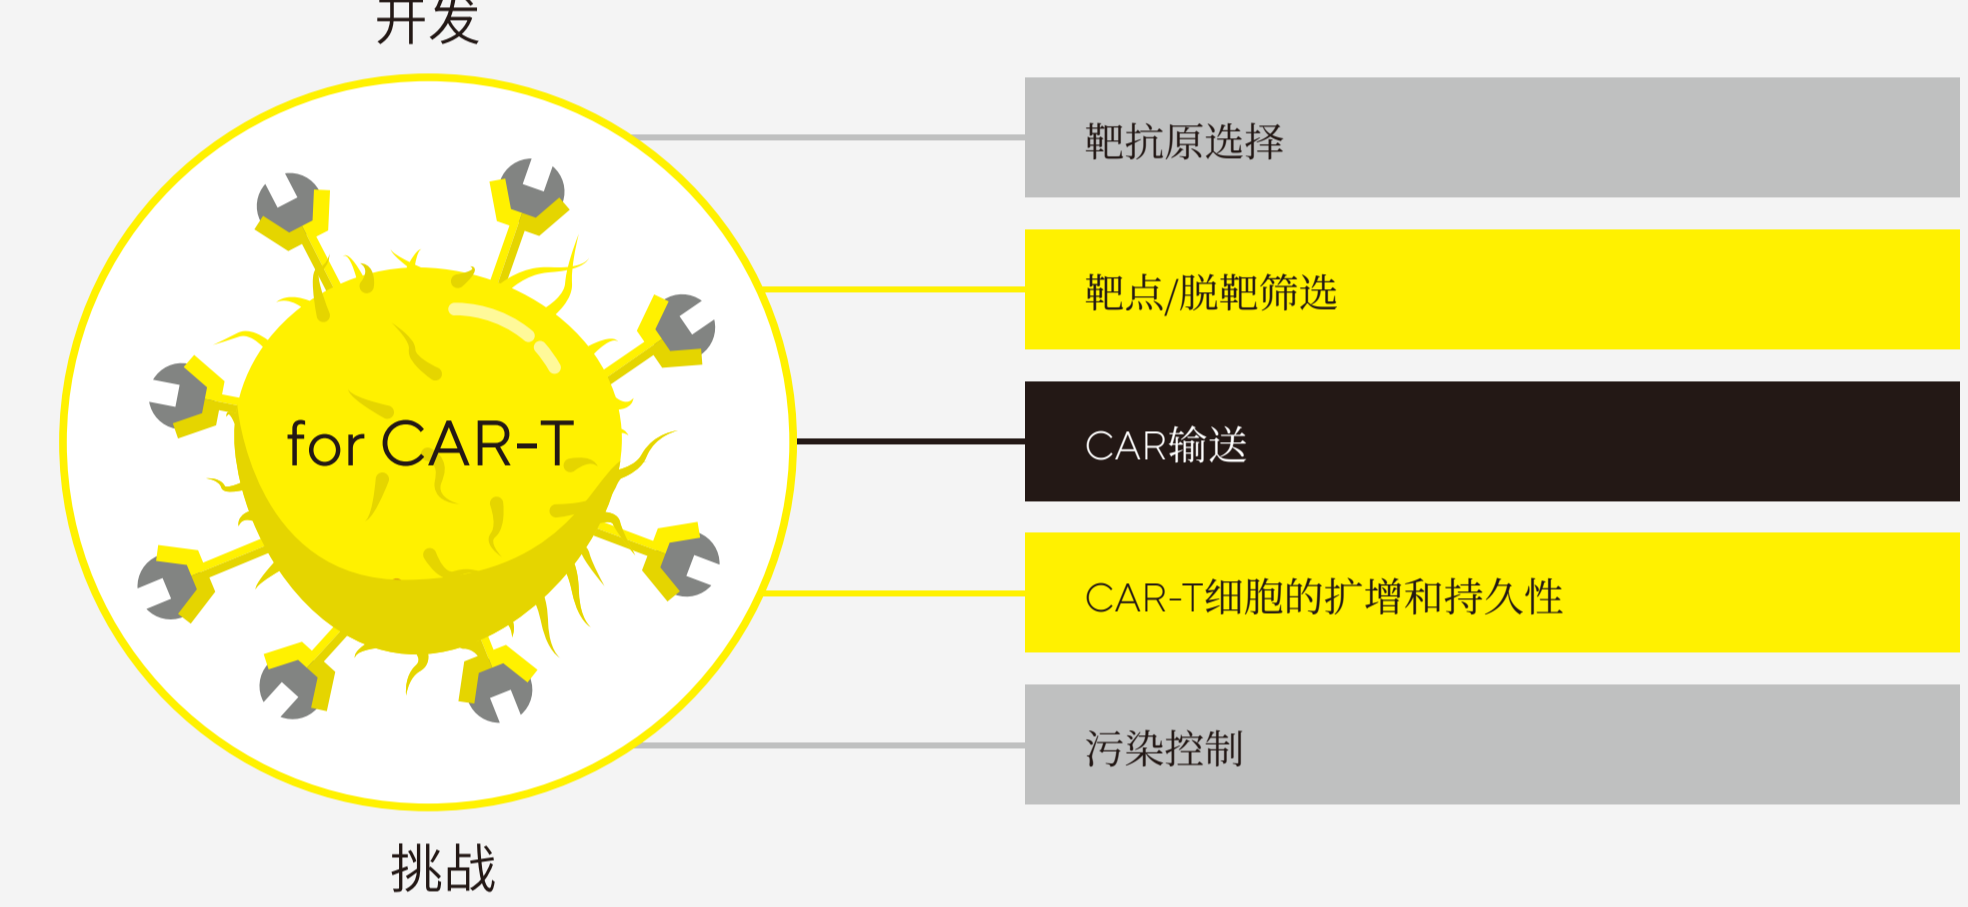 开发
for CAR-T
挑战
靶抗原选择
靶点/脱靶筛选
CAR输送
CAR-T细胞的扩增和持久性
污染控制